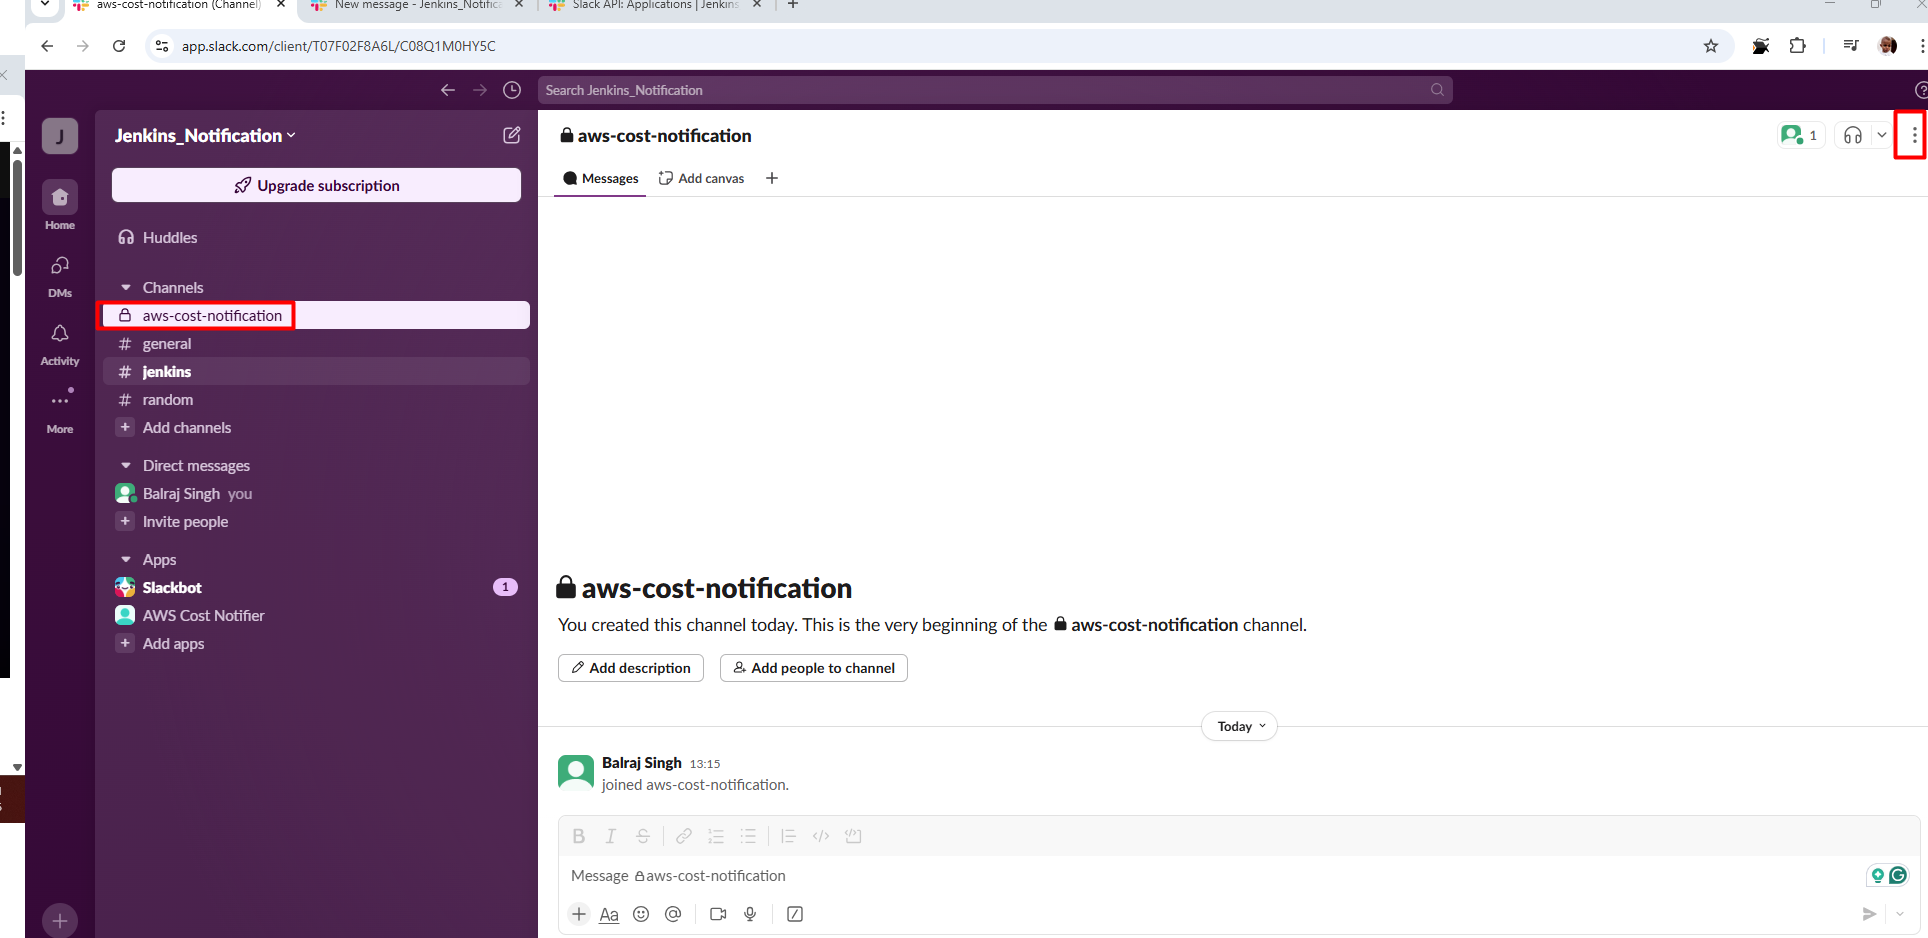 aws-cost-notification (Channel)
New message - Jenkins_Notifica
Slack API: Applications | Jenkins
app.slack.com/client/T07F02F8A6L/C08Q1M0HY5C
Search Jenkins_Notification
J
Home
DMs
Activity
More
Jenkins_Notification
Upgrade subscription
Huddles
Channels
aws-cost-notification
# general
# jenkins
# random
+ Add channels
Direct messages
Balraj Singh you
+ Invite people
Apps
Slackbot 1
AWS Cost Notifier
+ Add apps
aws-cost-notification
1
Messages
Add canvas
aws-cost-notification
You created this channel today. This is the very beginning of the aws-cost-notification channel.
Add description
Add people to channel
Today
Balraj Singh 13:15
joined aws-cost-notification.
B I S
Message aws-cost-notification
Aa